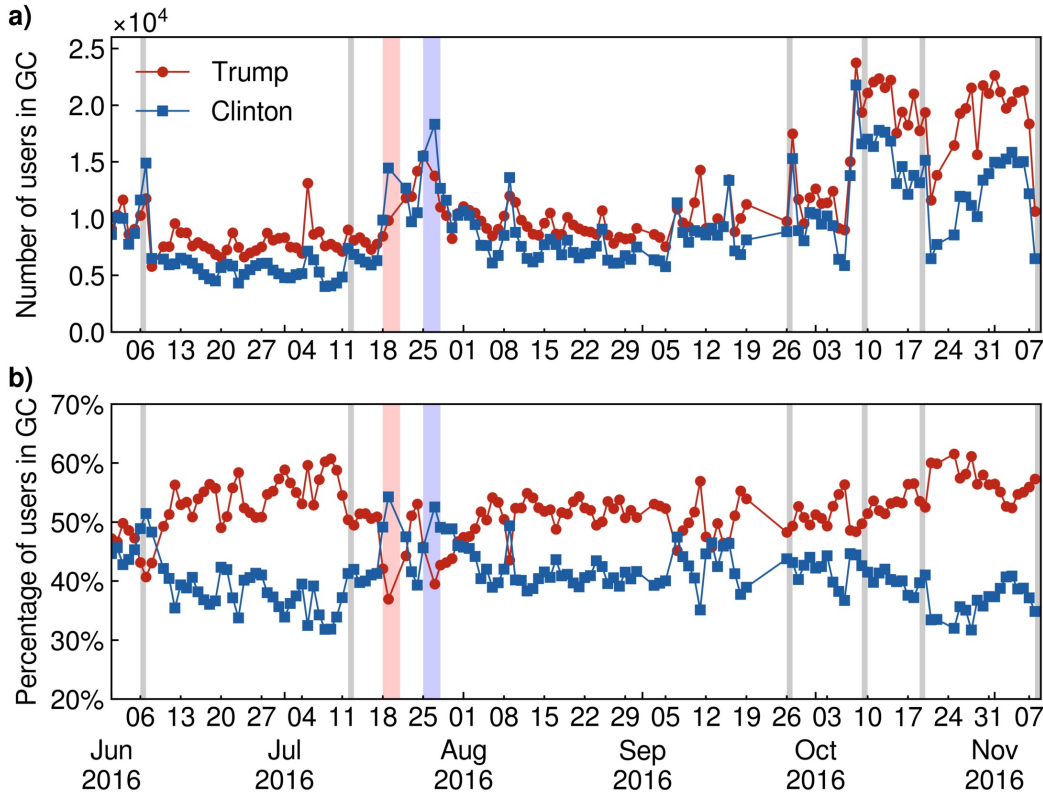 a)
×10⁴
Number of users in GC
2.5
2.0
1.5
1.0
0.5
0.0
Trump
Clinton
06 13 20 27 04 11 18 25 01 08 15 22 29 05 12 19 26 03 10 17 24 31 07
b)
Percentage of users in GC
70%
60%
50%
40%
30%
20%
06 13 20 27 04 11 18 25 01 08 15 22 29 05 12 19 26 03 10 17 24 31 07
Jun Jul Aug Sep Oct Nov
2016 2016 2016 2016 2016 2016